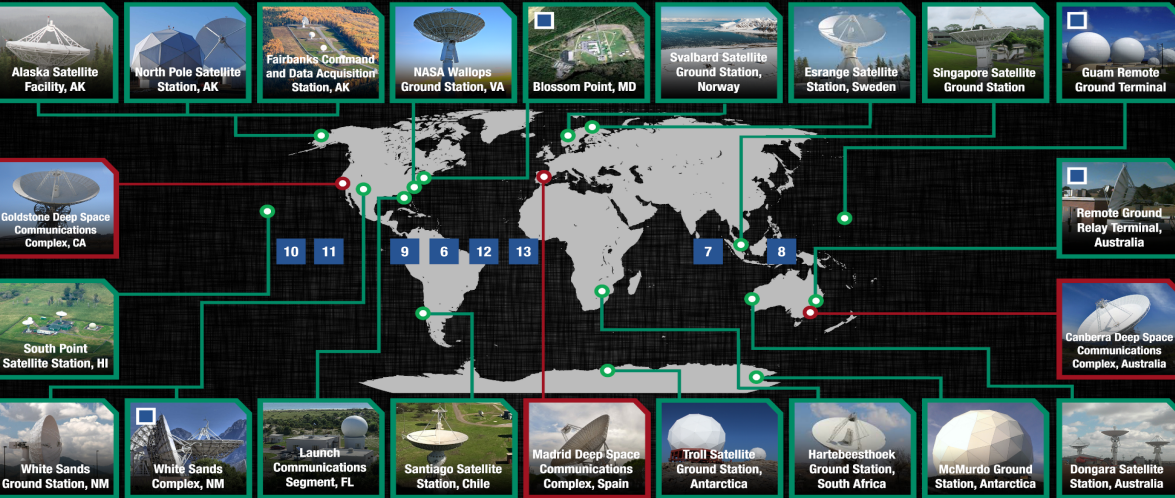 Alaska Satellite
Facility, AK
North Pole Satellite
Station, AK
Fairbanks Command
and Data Acquisition
Station, AK
NASA Wallops
Ground Station, VA
Blossom Point, MD
Svalbard Satellite
Ground Station,
Norway
Esrange Satellite
Station, Sweden
Singapore Satellite
Ground Station
Guam Remote
Ground Terminal
Goldstone Deep Space
Communications
Complex, CA
Remote Ground
Relay Terminal,
Australia
10
11
9
6
12
13
7
8
South Point
Satellite Station, HI
Canberra Deep Space
Communications
Complex, Australia
White Sands
Ground Station, NM
White Sands
Complex, NM
Launch
Communications
Segment, FL
Santiago Satellite
Station, Chile
Madrid Deep Space
Communications
Complex, Spain
Troll Satellite
Ground Station,
Antarctica
Hartebeesthoek
Ground Station,
South Africa
McMurdo Ground
Station, Antarctica
Dongara Satellite
Station, Australia